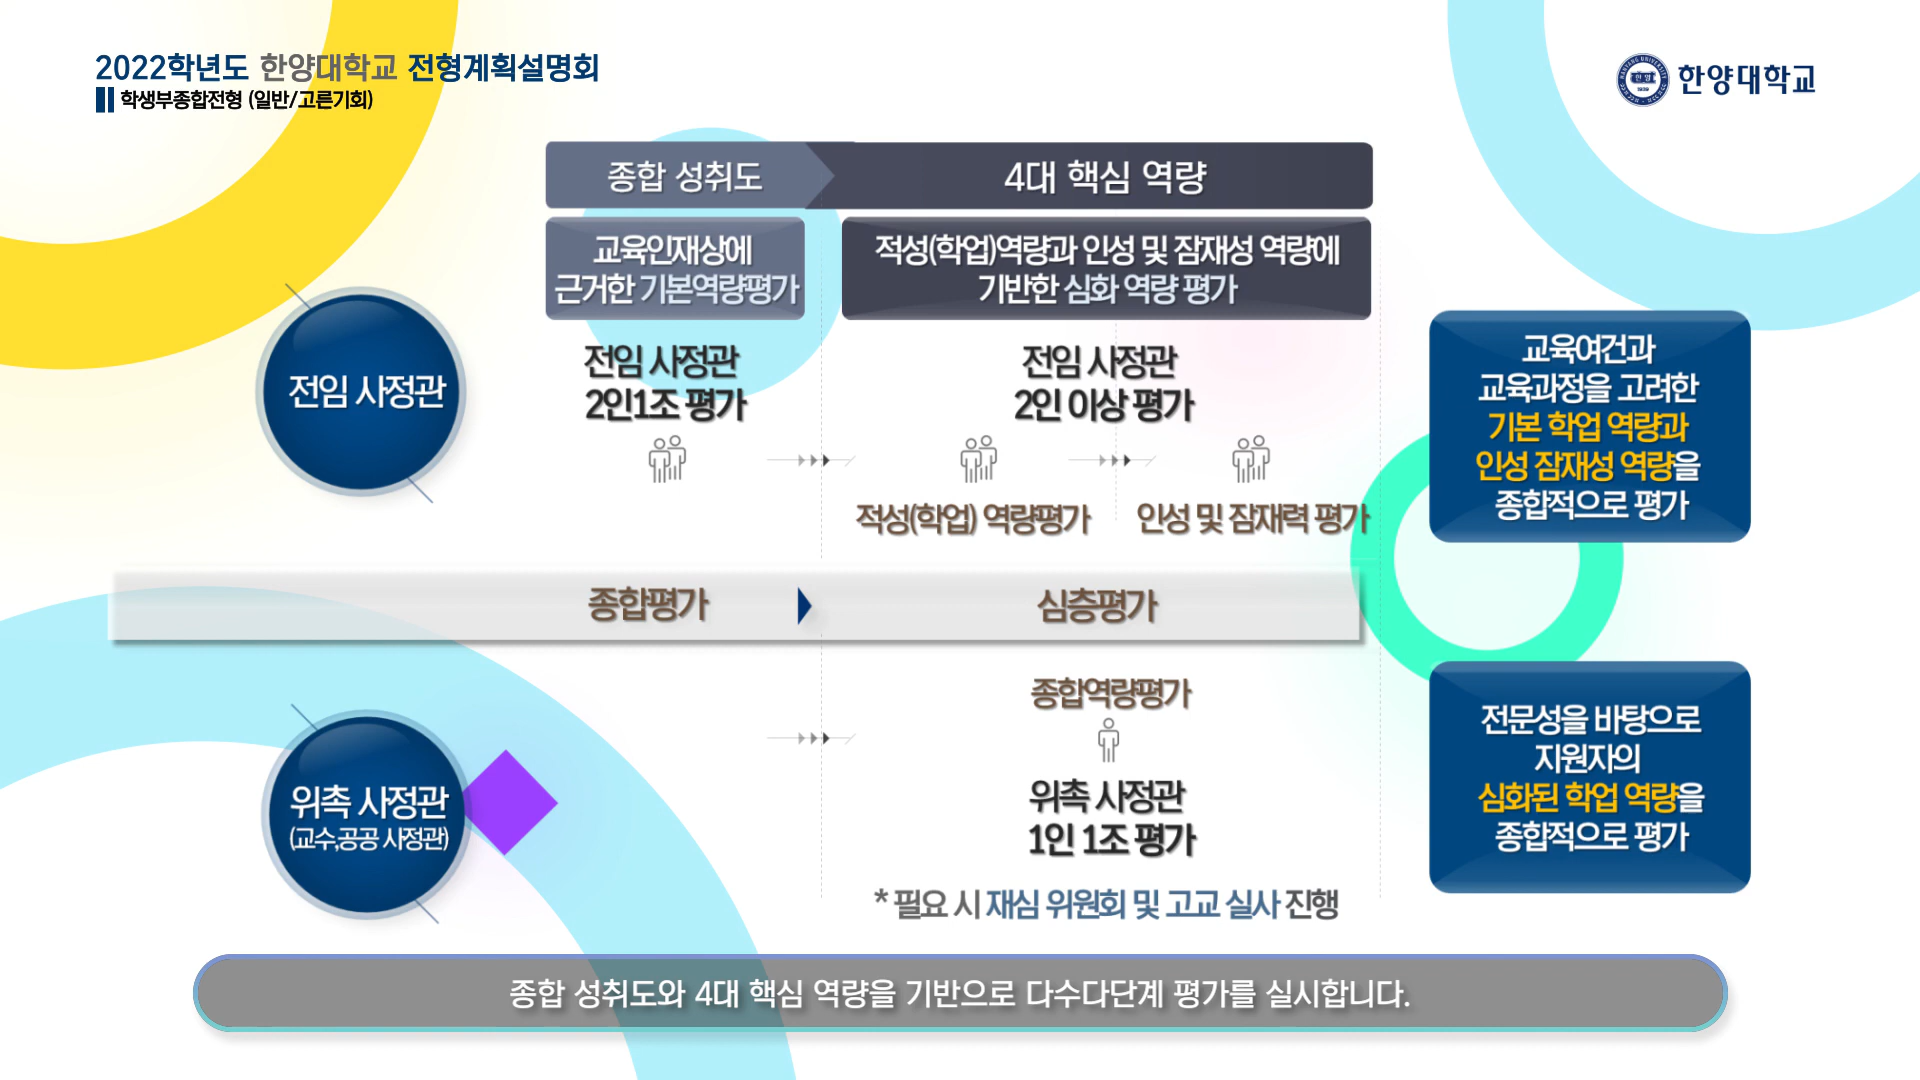 2022학년도 한양대학교 전형계획설명회
학생부종합전형 (일반/고른기회)
한양대학교
종합 성취도
4대 핵심 역량
교육인재상에
근거한 기본역량평가
적성(학업)역량과 인성 및 잠재성 역량에
기반한 심화 역량 평가
전임 사정관
전임 사정관
2인1조 평가
전임 사정관
2인 이상 평가
적성(학업) 역량평가
인성 및 잠재력 평가
교육여건과
교육과정을 고려한
기본 학업 역량과
인성 잠재성 역량을
종합적으로 평가
종합평가
심층평가
위촉 사정관
(교수,공공 사정관)
종합역량평가
위촉 사정관
1인 1조 평가
* 필요 시 재심 위원회 및 고교 실사 진행
전문성을 바탕으로
지원자의
심화된 학업 역량을
종합적으로 평가
종합 성취도와 4대 핵심 역량을 기반으로 다수다단계 평가를 실시합니다.